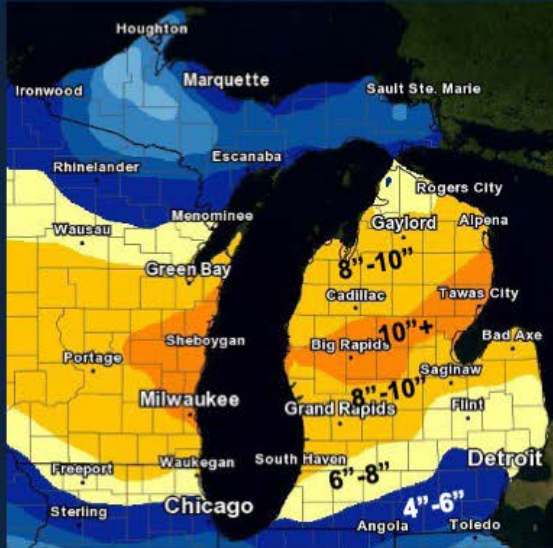 Houghton
Marquette
Ironwood
Sault Ste. Marie
Rhinelander
Escanaba
Rogers City
Menominee
Wausau
Gaylord
Alpena
Green Bay
8”-10”
Cadillac
Tawas City
10”+
Sheboygan
Big Rapids
Bad Axe
Portage
Saginaw
8”-10”
Milwaukee
Grand Rapids
Flint
Waukegan
South Haven
Detroit
Freeport
6”-8”
Chicago
4”-6”
Sterling
Angola
Toledo